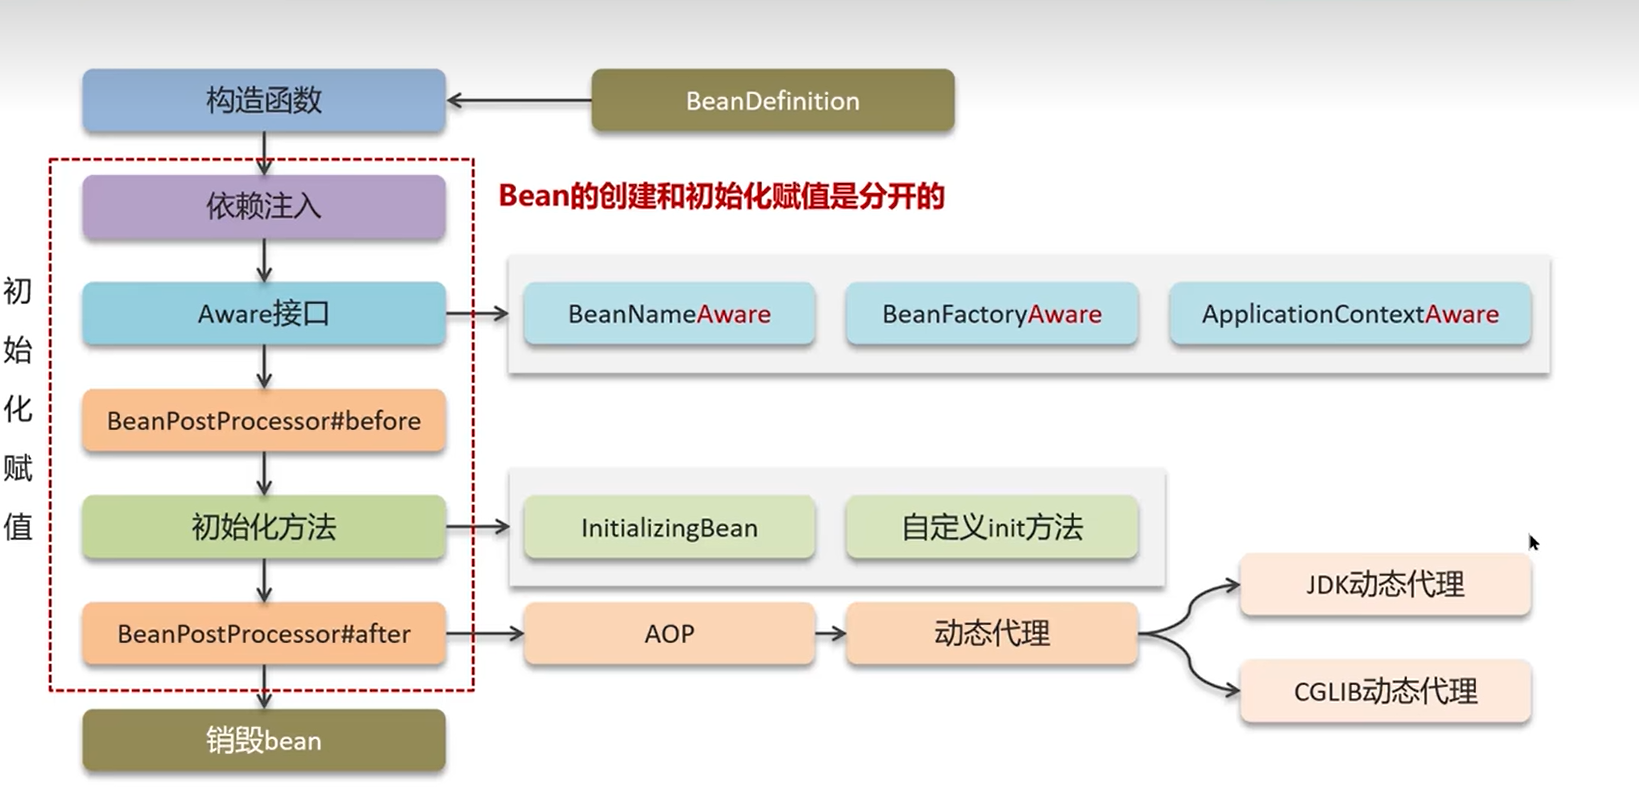 构造函数
BeanDefinition
依赖注入
Bean的创建和初始化赋值是分开的
初始化赋值
Aware接口
BeanNameAware
BeanFactoryAware
ApplicationContextAware
BeanPostProcessor#before
初始化方法
InitializingBean
自定义init方法
BeanPostProcessor#after
AOP
动态代理
JDK动态代理
CGLIB动态代理
销毁bean